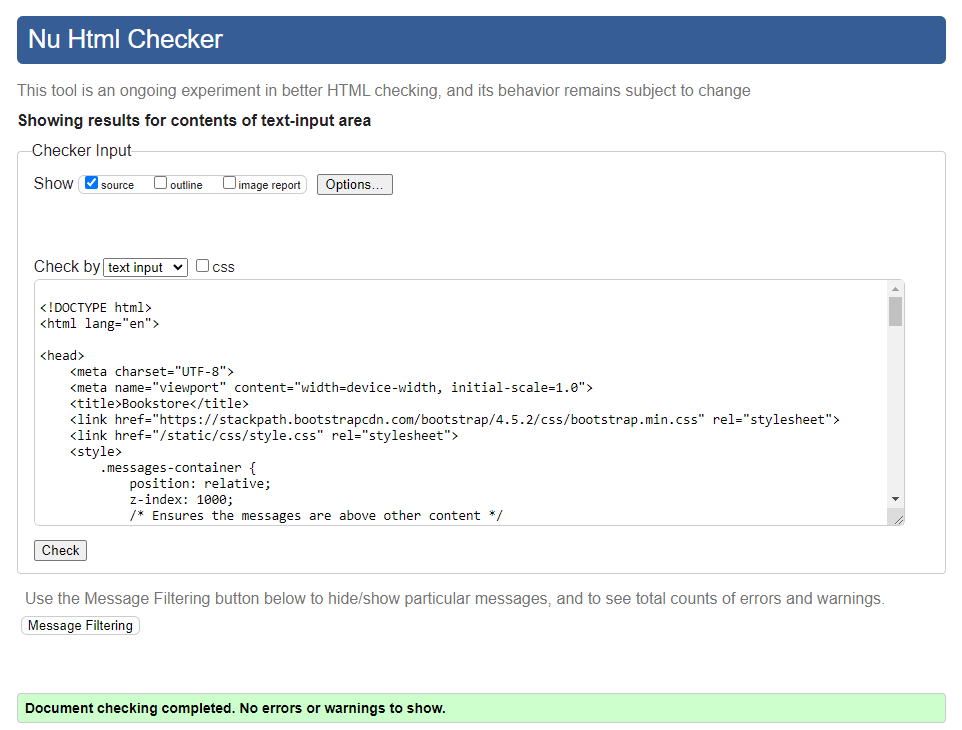 Nu Html Checker
This tool is an ongoing experiment in better HTML checking, and its behavior remains subject to change
Showing results for contents of text-input area
Checker Input
Show source outline image report Options...
Check by text input css
<!DOCTYPE html>
<html lang="en">
<head>
    <meta charset="UTF-8">
    <meta name="viewport" content="width=device-width, initial-scale=1.0">
    <title>Bookstore</title>
    <link href="https://stackpath.bootstrapcdn.com/bootstrap/4.5.2/css/bootstrap.min.css" rel="stylesheet">
    <link href="/static/css/style.css" rel="stylesheet">
    <style>
        .messages-container {
            position: relative;
            z-index: 1000;
            /* Ensures the messages are above other content */
Check
Use the Message Filtering button below to hide/show particular messages, and to see total counts of errors and warnings.
Message Filtering
Document checking completed. No errors or warnings to show.